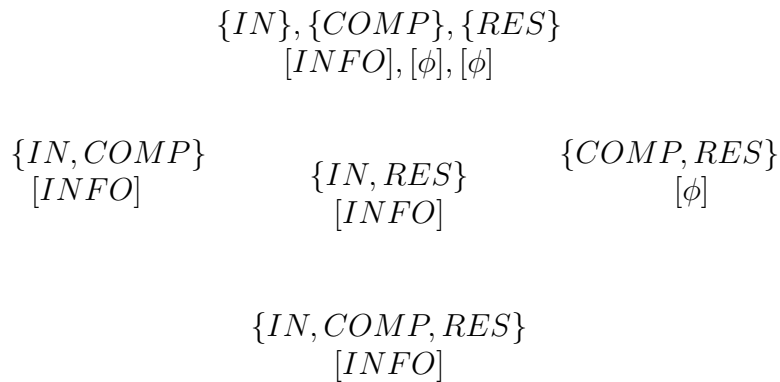 {IN}, {COMP}, {RES}
[INFO], [ϕ], [ϕ]
{IN, COMP}
[INFO]
{IN, RES}
[INFO]
{COMP, RES}
[ϕ]
{IN, COMP, RES}
[INFO]